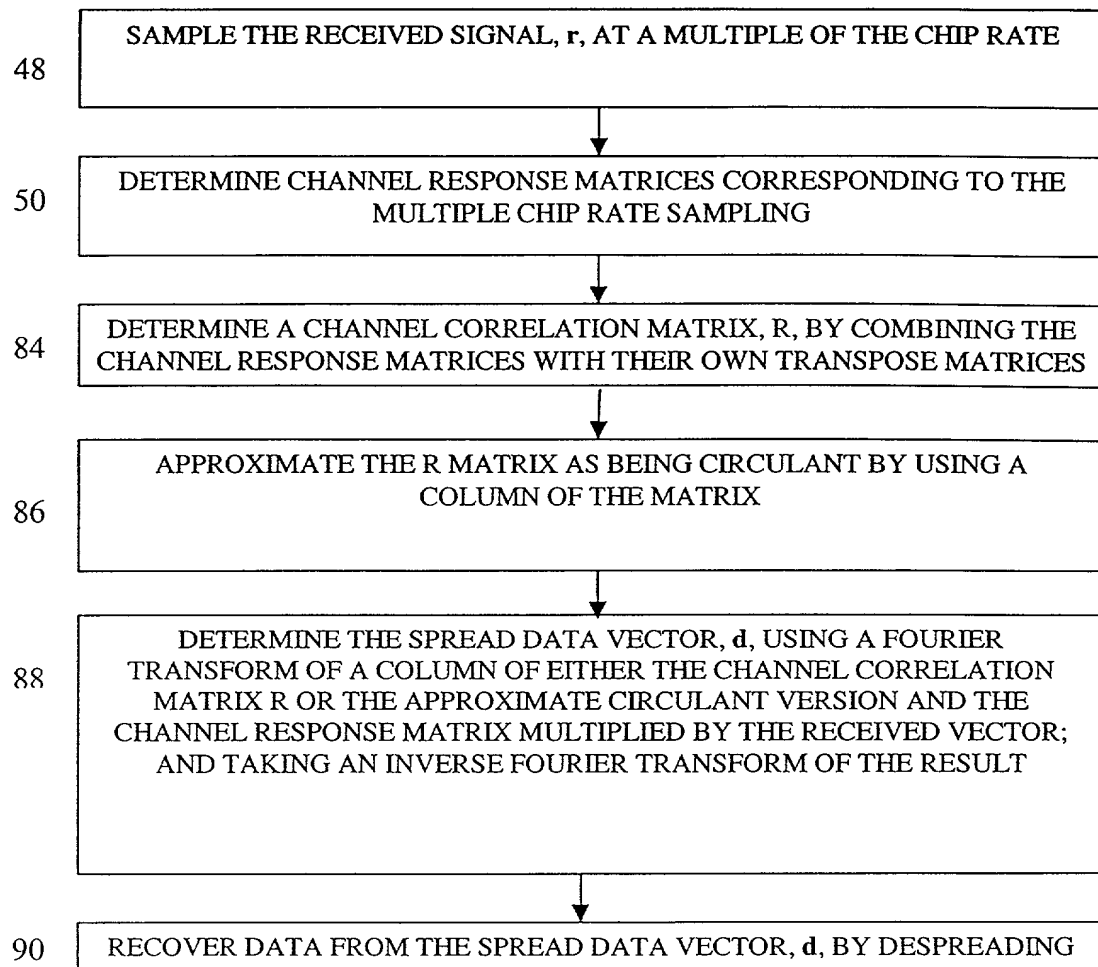 SAMPLE THE RECEIVED SIGNAL, r, AT A MULTIPLE OF THE CHIP RATE
48
DETERMINE CHANNEL RESPONSE MATRICES CORRESPONDING TO THE
MULTIPLE CHIP RATE SAMPLING
50
DETERMINE A CHANNEL CORRELATION MATRIX, R, BY COMBINING THE
CHANNEL RESPONSE MATRICES WITH THEIR OWN TRANSPOSE MATRICES
84
APPROXIMATE THE R MATRIX AS BEING CIRCULANT BY USING A
COLUMN OF THE MATRIX
86
DETERMINE THE SPREAD DATA VECTOR, d, USING A FOURIER
TRANSFORM OF A COLUMN OF EITHER THE CHANNEL CORRELATION
MATRIX R OR THE APPROXIMATE CIRCULANT VERSION AND THE
CHANNEL RESPONSE MATRIX MULTIPLIED BY THE RECEIVED VECTOR;
AND TAKING AN INVERSE FOURIER TRANSFORM OF THE RESULT
88
90 RECOVER DATA FROM THE SPREAD DATA VECTOR, d, BY DESPREADING